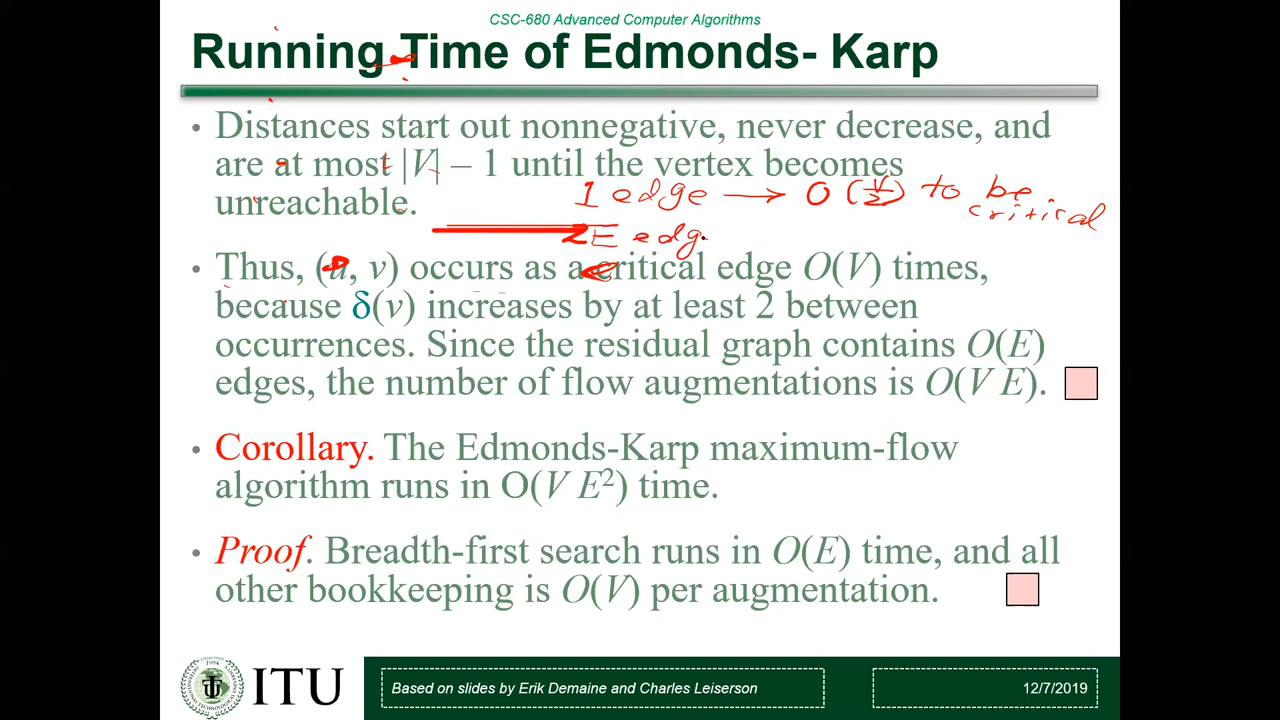 CSC-680 Advanced Computer Algorithms
Running Time of Edmonds- Karp
• Distances start out nonnegative, never decrease, and
are at most |V| – 1 until the vertex becomes
unreachable.
1 edge → O (V/2) to be
critical
2E edg
• Thus, (u, v) occurs as a critical edge O(V) times,
because δ(v) increases by at least 2 between
occurrences. Since the residual graph contains O(E)
edges, the number of flow augmentations is O(V E).
• Corollary. The Edmonds-Karp maximum-flow
algorithm runs in O(V E²) time.
• Proof. Breadth-first search runs in O(E) time, and all
other bookkeeping is O(V) per augmentation.
ITU
Based on slides by Erik Demaine and Charles Leiserson
12/7/2019